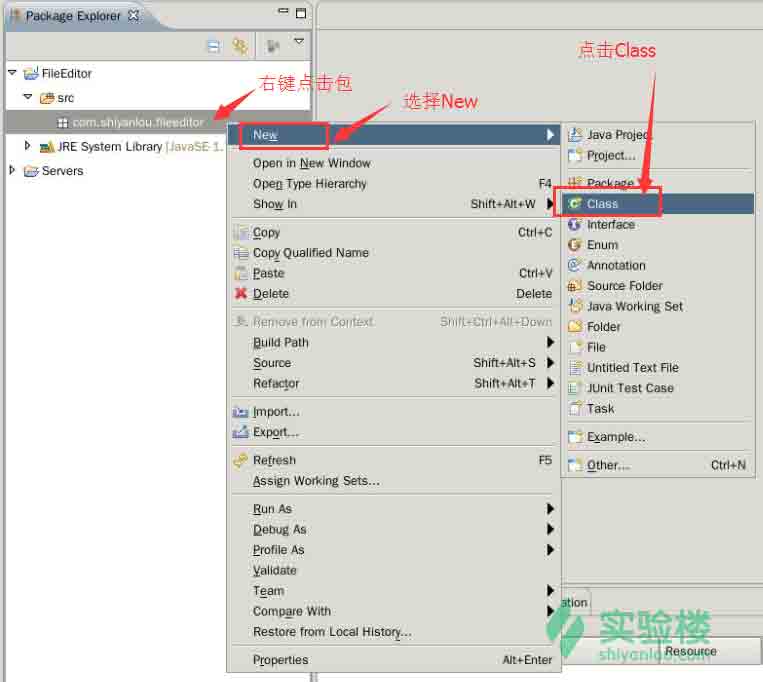 Package Explorer
点击Class
FileEditor
右键点击包
src
选择New
com.shiyanlou.fileeditor
JRE System Library [JavaSE-1.
Servers
New
Open in New Window
Open Type Hierarchy F4
Show In Shift+Alt+W
Copy Ctrl+C
Copy Qualified Name
Paste Ctrl+V
Delete Delete
Remove from Context Shift+Ctrl+Alt+Down
Build Path
Source Shift+Alt+S
Refactor Shift+Alt+T
Import...
Export...
Refresh F5
Assign Working Sets...
Run As
Debug As
Profile As
Validate
Team
Compare With
Restore from Local History...
Properties Alt+Enter
Java Project
Project...
Package
Class
Interface
Enum
Annotation
Source Folder
Java Working Set
Folder
File
Untitled Text File
JUnit Test Case
Task
Example...
Other... Ctrl+N
ation
实验楼
Resource
shiyanlou.com